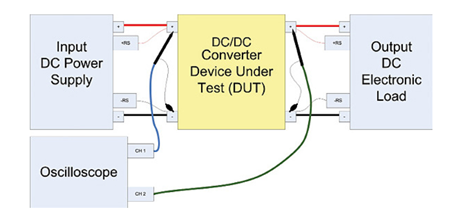 +
+
+
+
Input
DC Power
Supply
+RS
-RS
-
-
DC/DC
Converter
Device Under
Test (DUT)
+RS
-RS
-
-
Output
DC
Electronic
Load
Oscilloscope
CH 1
CH 2